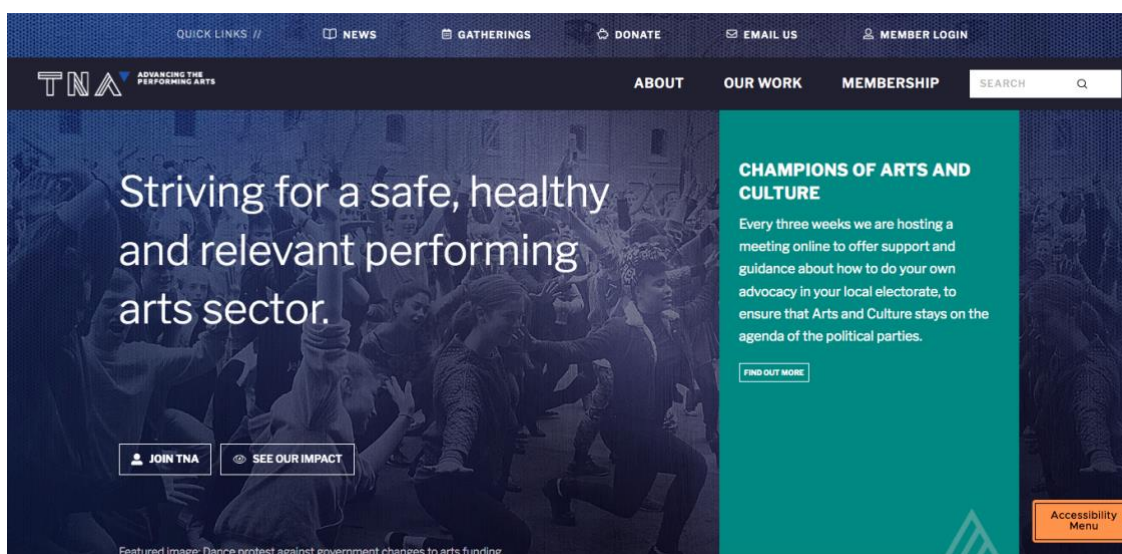 QUICK LINKS //
NEWS
GATHERINGS
DONATE
EMAIL US
MEMBER LOGIN
TNA
ADVANCING THE
PERFORMING ARTS
ABOUT
OUR WORK
MEMBERSHIP
SEARCH
Striving for a safe, healthy
and relevant performing
arts sector.
JOIN TNA
SEE OUR IMPACT
CHAMPIONS OF ARTS AND
CULTURE
Every three weeks we are hosting a
meeting online to offer support and
guidance about how to do your own
advocacy in your local electorate, to
ensure that Arts and Culture stays on the
agenda of the political parties.
FIND OUT MORE
Accessibility
Menu
Featured image: Dance protest against government changes to arts funding